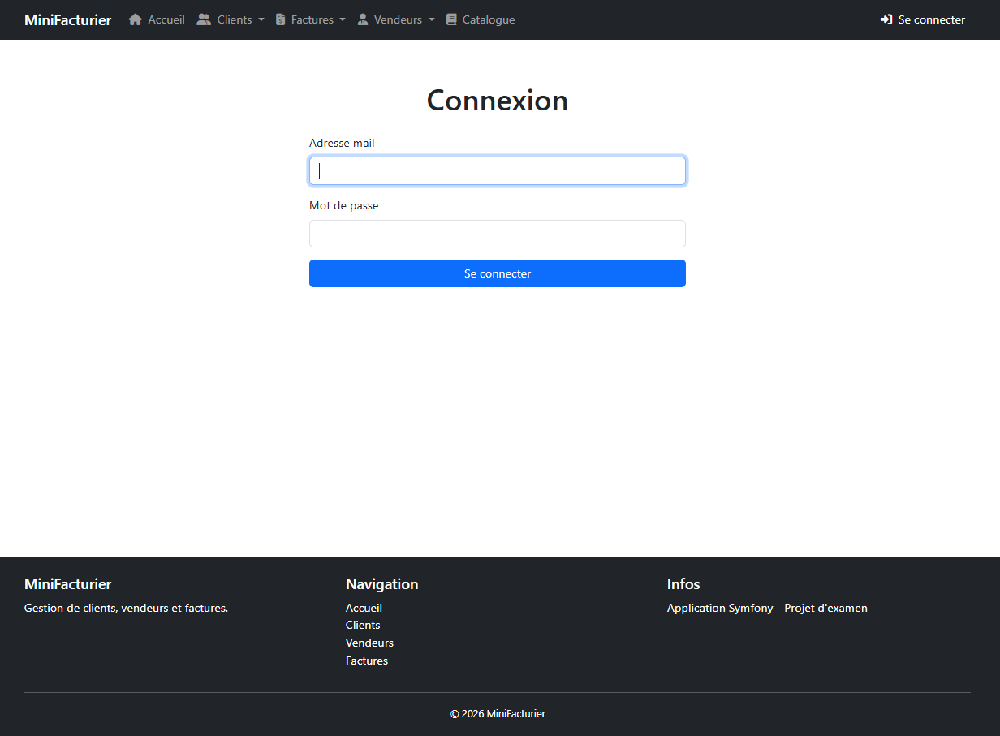 MiniFacturier Accueil Clients Factures Vendeurs Catalogue Se connecter
Connexion
Adresse mail
Mot de passe
Se connecter
MiniFacturier
Gestion de clients, vendeurs et factures.
Navigation
Accueil
Clients
Vendeurs
Factures
Infos
Application Symfony - Projet d'examen
© 2026 MiniFacturier